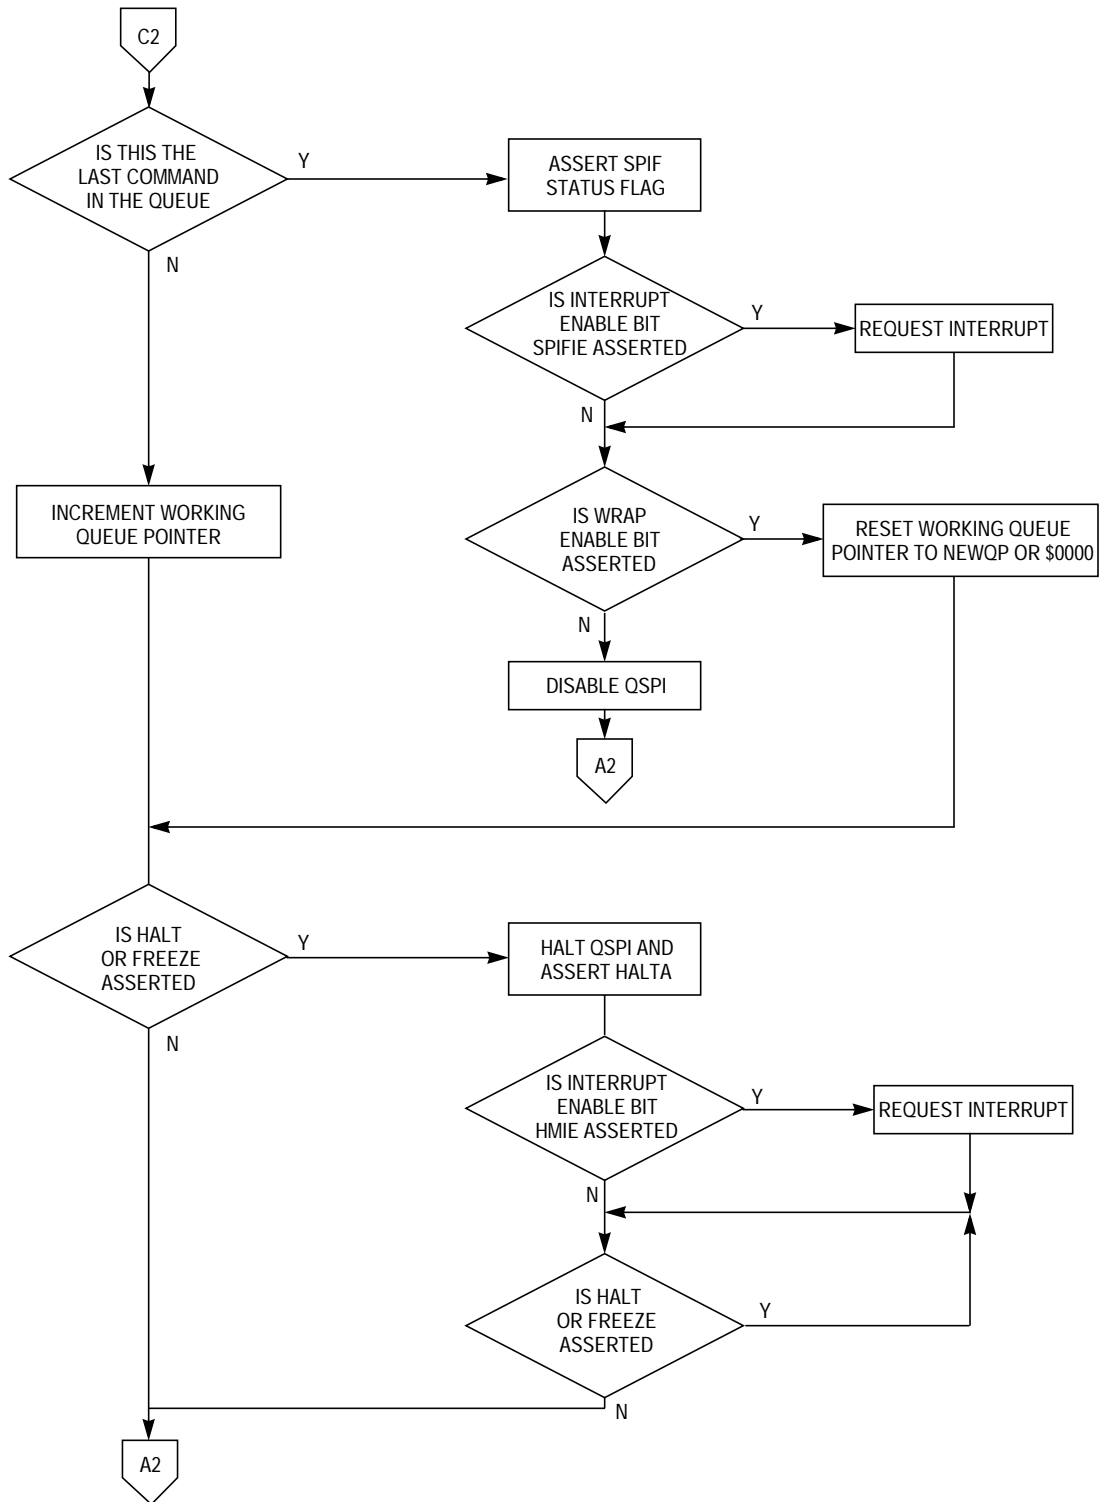 C2
IS THIS THE
LAST COMMAND
IN THE QUEUE
Y
N
ASSERT SPIF
STATUS FLAG
IS INTERRUPT
ENABLE BIT
SPIFIE ASSERTED
Y
N
REQUEST INTERRUPT
INCREMENT WORKING
QUEUE POINTER
IS WRAP
ENABLE BIT
ASSERTED
Y
N
RESET WORKING QUEUE
POINTER TO NEWQP OR $0000
DISABLE QSPI
A2
IS HALT
OR FREEZE
ASSERTED
Y
N
HALT QSPI AND
ASSERT HALTA
IS INTERRUPT
ENABLE BIT
HMIE ASSERTED
Y
N
REQUEST INTERRUPT
IS HALT
OR FREEZE
ASSERTED
Y
N
A2